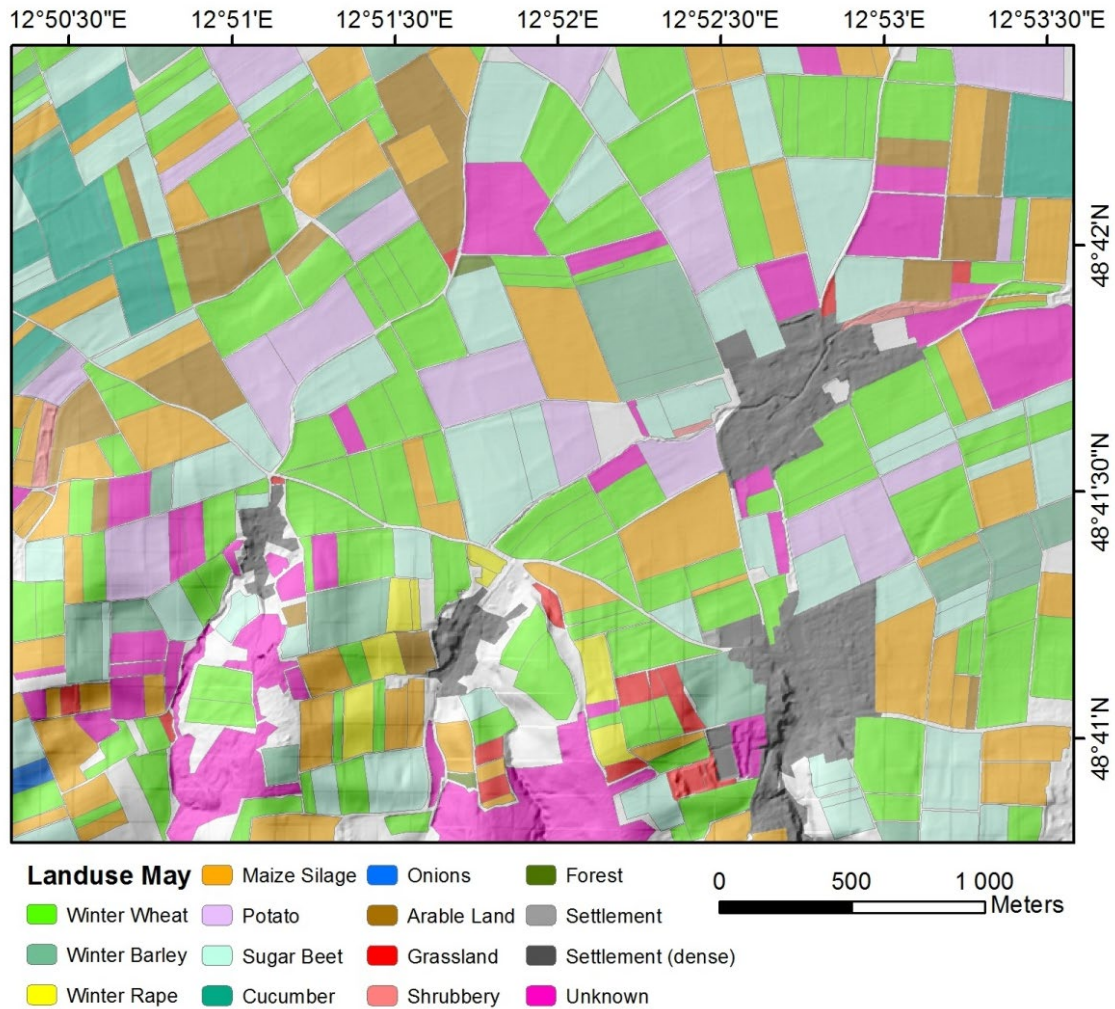 12°50'30"E 12°51'E 12°51'30"E 12°52'E 12°52'30"E 12°53'E 12°53'30"E
48°42'N
48°41'30"N
48°41'N
Landuse May
Winter Wheat
Winter Barley
Winter Rape
Maize Silage
Potato
Sugar Beet
Cucumber
Onions
Arable Land
Grassland
Shrubbery
Forest
Settlement
Settlement (dense)
Unknown
0 500 1 000
Meters